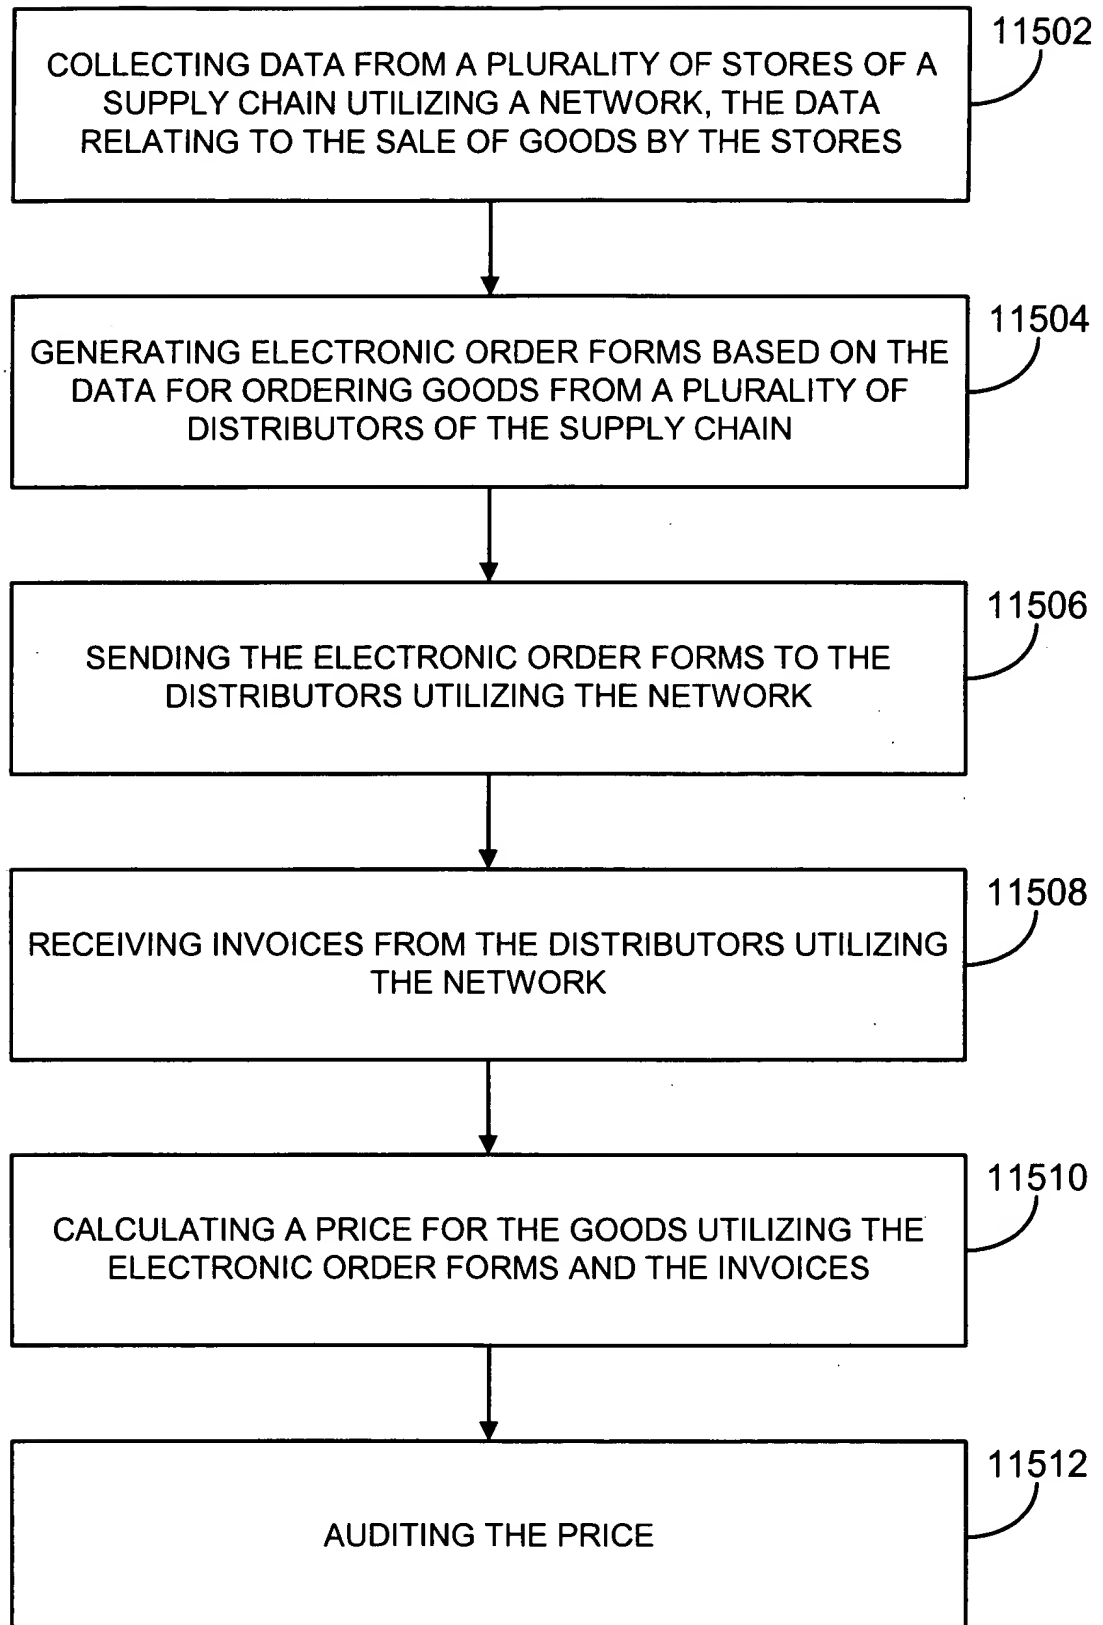 11502
COLLECTING DATA FROM A PLURALITY OF STORES OF A
SUPPLY CHAIN UTILIZING A NETWORK, THE DATA
RELATING TO THE SALE OF GOODS BY THE STORES
11504
GENERATING ELECTRONIC ORDER FORMS BASED ON THE
DATA FOR ORDERING GOODS FROM A PLURALITY OF
DISTRIBUTORS OF THE SUPPLY CHAIN
11506
SENDING THE ELECTRONIC ORDER FORMS TO THE
DISTRIBUTORS UTILIZING THE NETWORK
11508
RECEIVING INVOICES FROM THE DISTRIBUTORS UTILIZING
THE NETWORK
11510
CALCULATING A PRICE FOR THE GOODS UTILIZING THE
ELECTRONIC ORDER FORMS AND THE INVOICES
11512
AUDITING THE PRICE